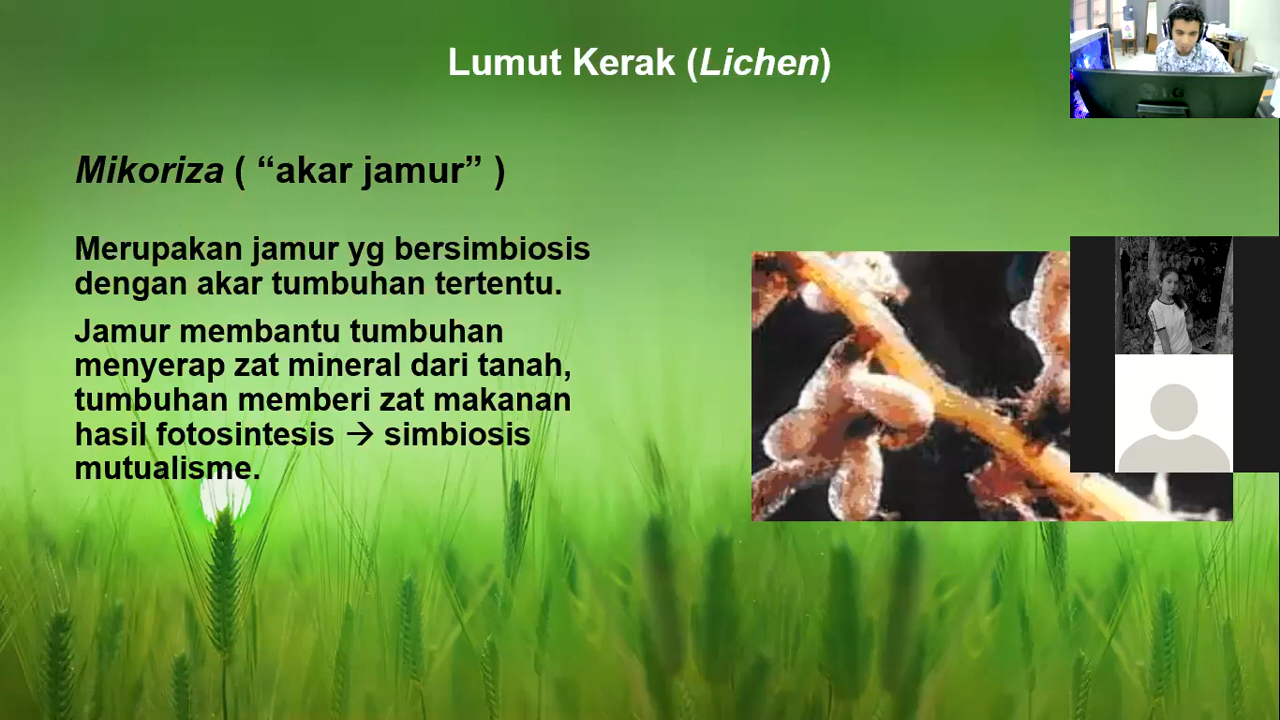 Lumut Kerak (Lichen)
Mikoriza ( “akar jamur” )
Merupakan jamur yg bersimbiosis
dengan akar tumbuhan tertentu.
Jamur membantu tumbuhan
menyerap zat mineral dari tanah,
tumbuhan memberi zat makanan
hasil fotosintesis → simbiosis
mutualisme.